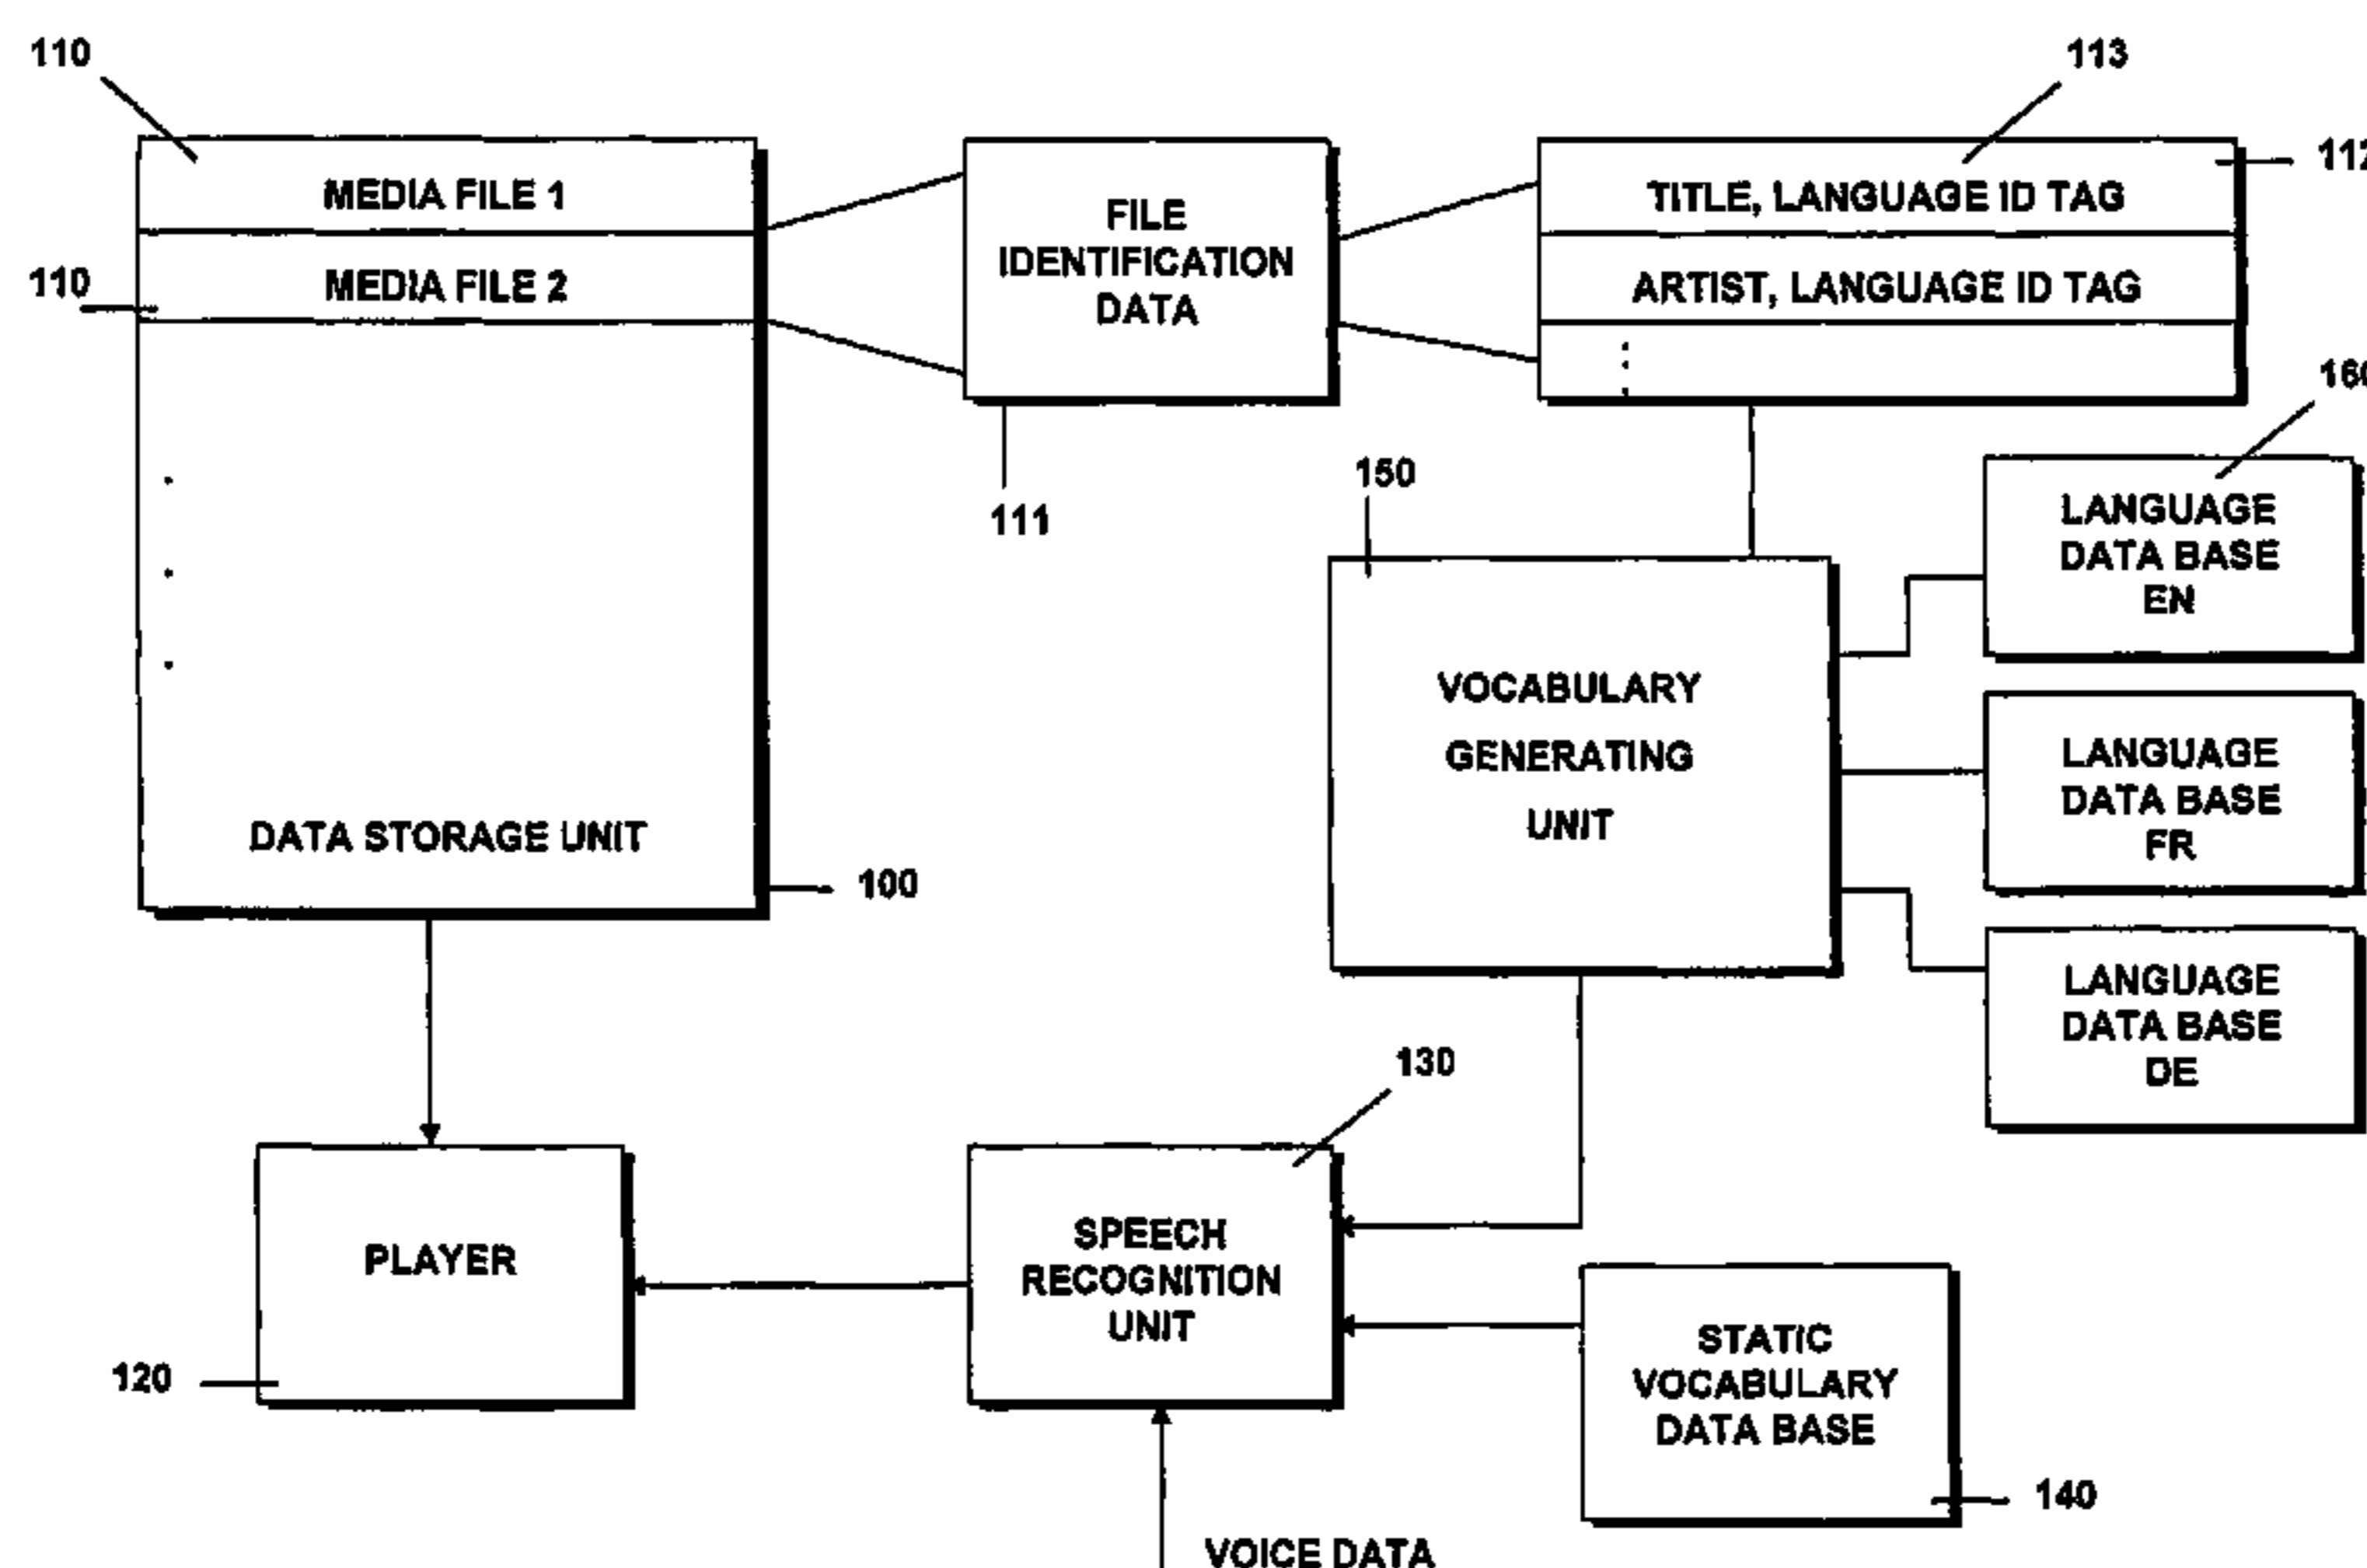 110
MEDIA FILE 1
110
MEDIA FILE 2
DATA STORAGE UNIT
100
FILE
IDENTIFICATION
DATA
111
113
112
TITLE, LANGUAGE ID TAG
ARTIST, LANGUAGE ID TAG
160
LANGUAGE
DATA BASE
EN
LANGUAGE
DATA BASE
FR
LANGUAGE
DATA BASE
DE
150
VOCABULARY
GENERATING
UNIT
130
SPEECH
RECOGNITION
UNIT
PLAYER
120
STATIC
VOCABULARY
DATA BASE
140
VOICE DATA